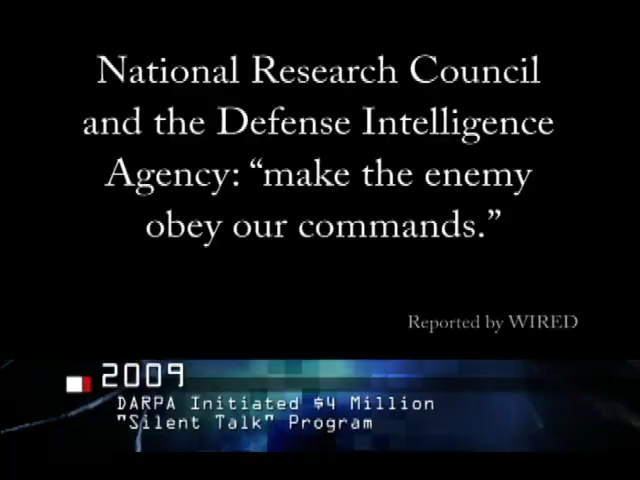 National Research Council
and the Defense Intelligence
Agency: “make the enemy
obey our commands.”
Reported by WIRED
2009
DARPA Initiated $4 Million
"Silent Talk" Program